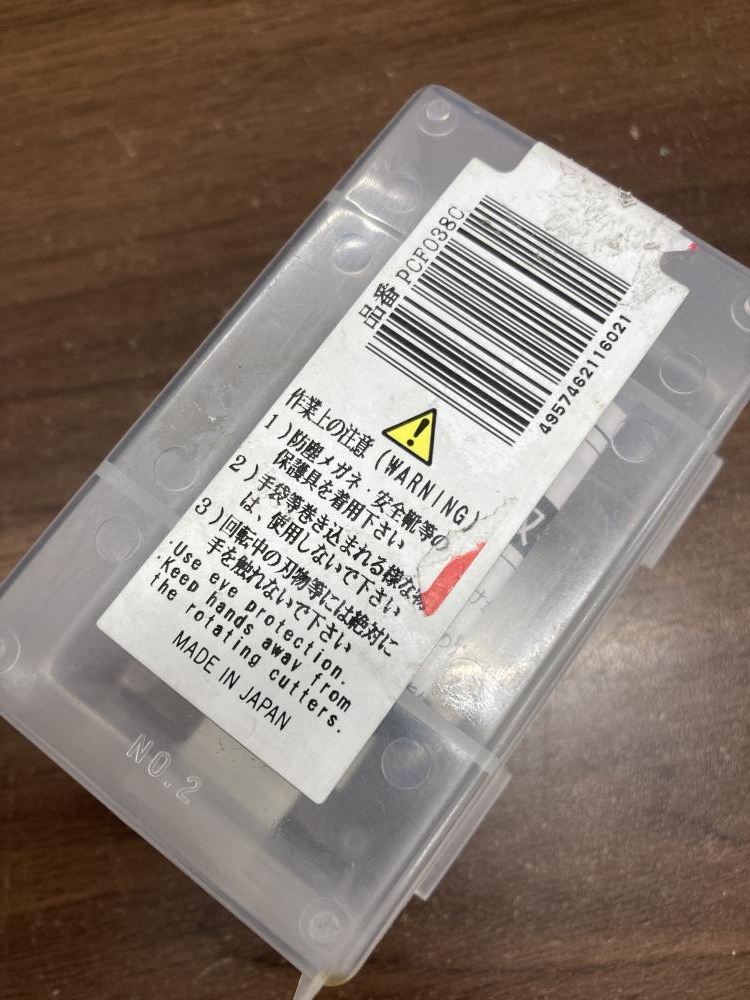 品番 PCF038C
4957462116021
作業上の注意 (WARNING)
1)防塵メガネ・安全靴等の
保護具を着用下さい
2)手袋等巻き込まれる様な物
は、使用しないで下さい
3)回転中の刃物等には絶対に
手を触れないで下さい
·Use eye protection.
·Keep hands away from
the rotating cutters.
MADE IN JAPAN
NO.2